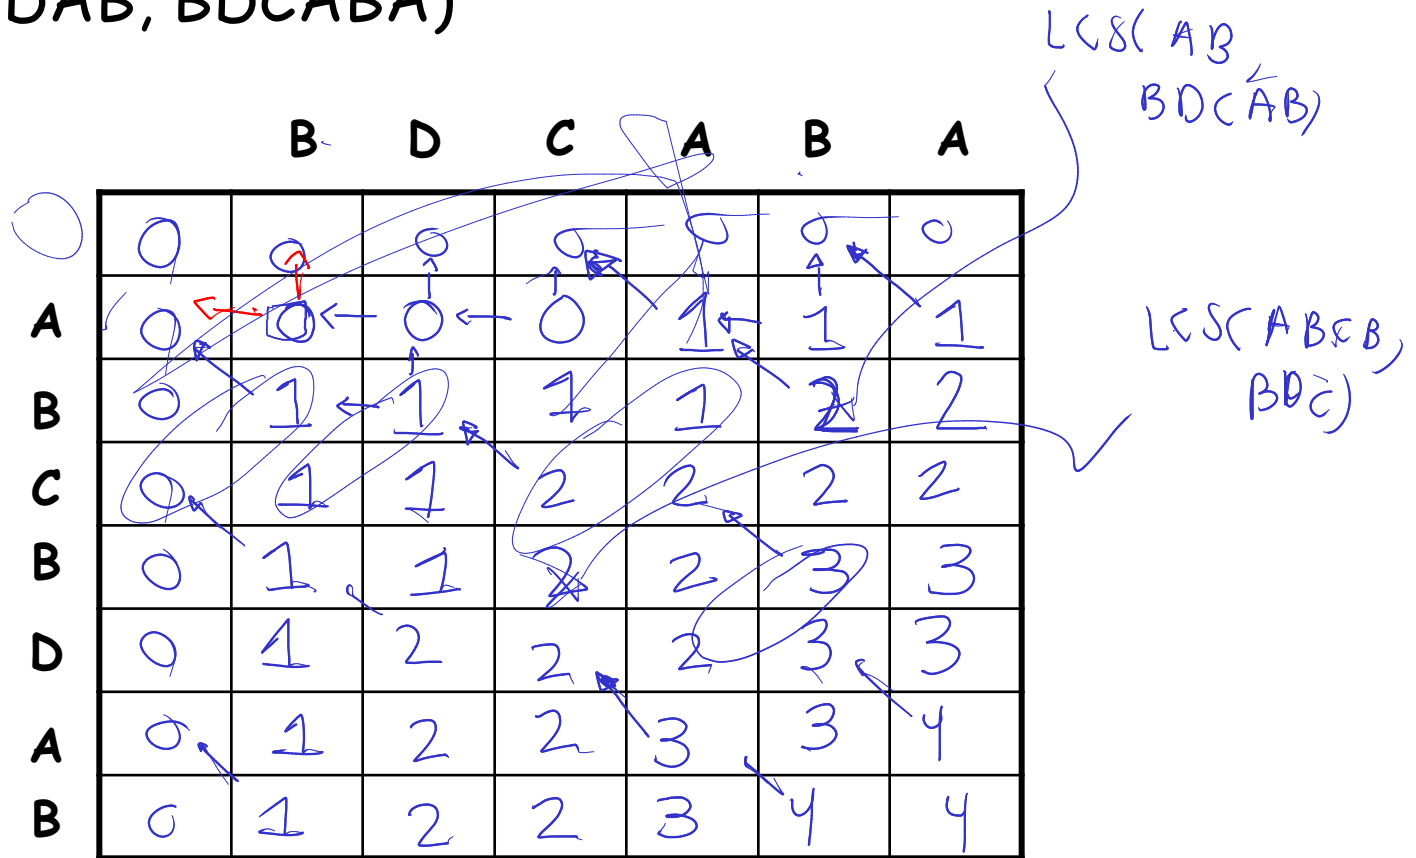 DAB, BDCABA)
LCS( AB
BDCAB)
B D C A B A
0 0 0 0 0 0 0
A 0 0 0 0 1 1 1
B 0 1 1 1 1 2 2
C 0 1 1 2 2 2 2
B 0 1 1 2 2 3 3
D 0 1 2 2 2 3 3
A 0 1 2 2 3 3 4
B 0 1 2 2 3 4 4
LCS( ABCB,
BDC)